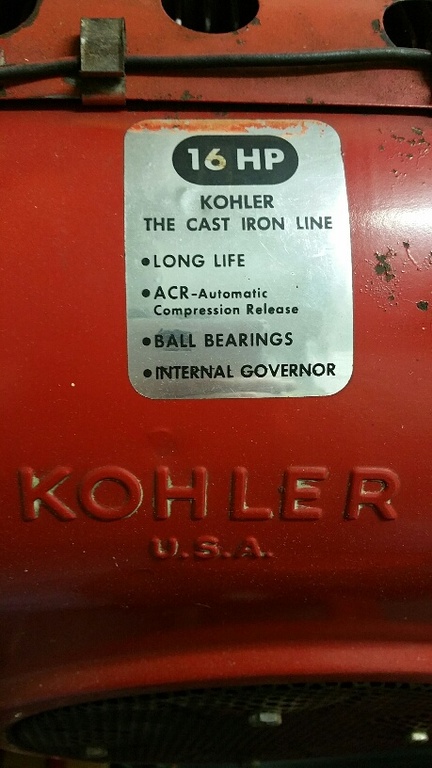 16 HP
KOHLER
THE CAST IRON LINE
•LONG LIFE
•ACR-Automatic
Compression Release
•BALL BEARINGS
•INTERNAL GOVERNOR
KOHLER
U.S.A.